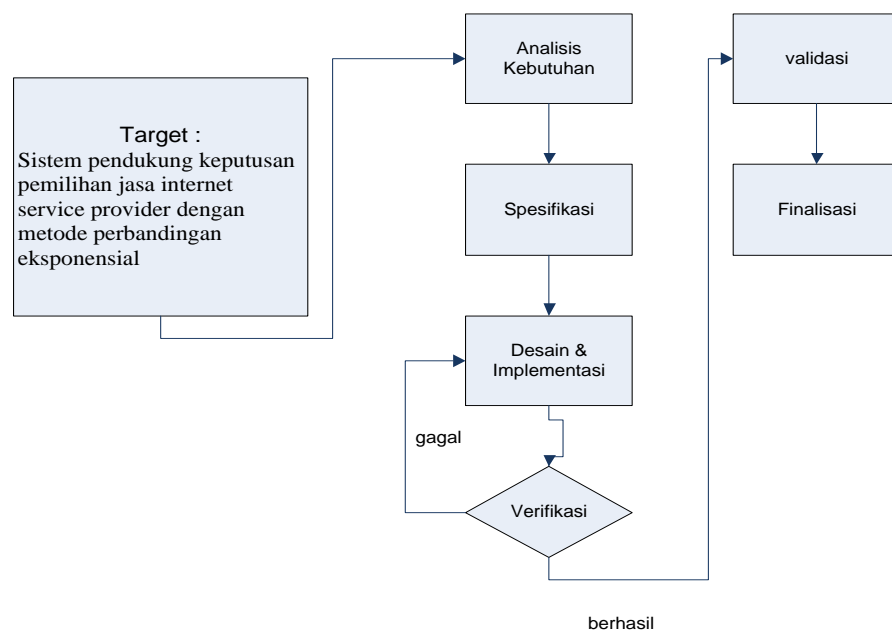 Target :
Sistem pendukung keputusan
pemilihan jasa internet
service provider dengan
metode perbandingan
eksponensial
Analisis
Kebutuhan
Spesifikasi
Desain &
Implementasi
gagal
Verifikasi
berhasil
validasi
Finalisasi